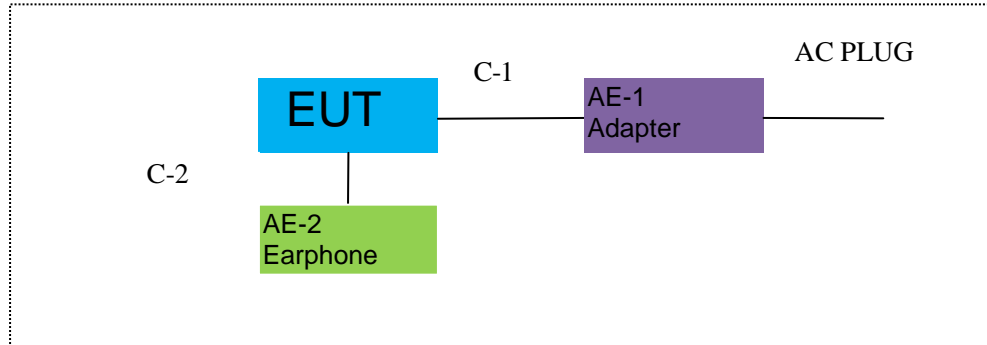 AC PLUG
C-1
EUT
AE-1
Adapter
C-2
AE-2
Earphone